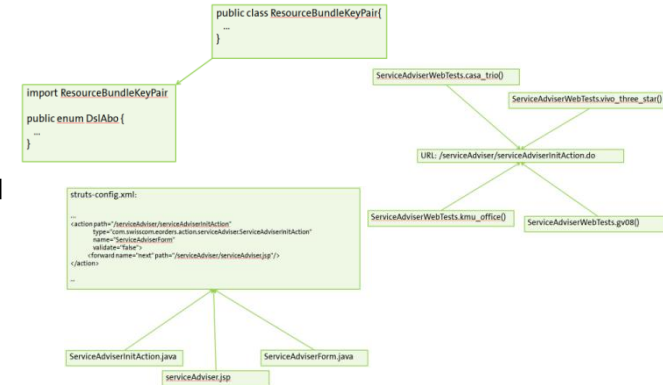 public class ResourceBundleKeyPair{
...
}
import ResourceBundleKeyPair
public enum DslAbo {
...
}
ServiceAdviserWebTests.casa_trio()
ServiceAdviserWebTests.vivo_three_star()
URL: /serviceAdviser/serviceAdviserInitAction.do
ServiceAdviserWebTests.kmu_office()
ServiceAdviserWebTests.gv08()
struts-config.xml:
...
<action path="/serviceAdviser/serviceAdviserInitAction"
type="com.swisscom.eorders.action.serviceAdviser.ServiceAdviserInitAction"
name="ServiceAdviserForm"
validate="false">
<forward name="next" path="/serviceAdviser/serviceAdviser.jsp"/>
</action>
...
ServiceAdviserInitAction.java
serviceAdviser.jsp
ServiceAdviserForm.java